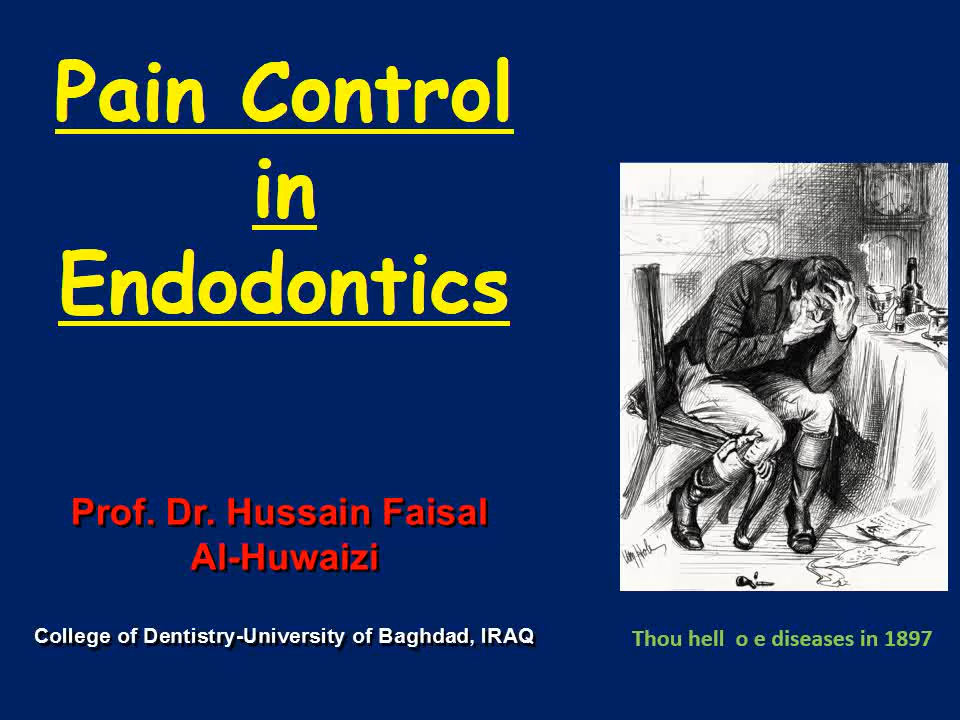 Pain Control
in
Endodontics
Prof. Dr. Hussain Faisal
Al-Huwaizi
College of Dentistry-University of Baghdad, IRAQ
Thou hell  o e diseases in 1897